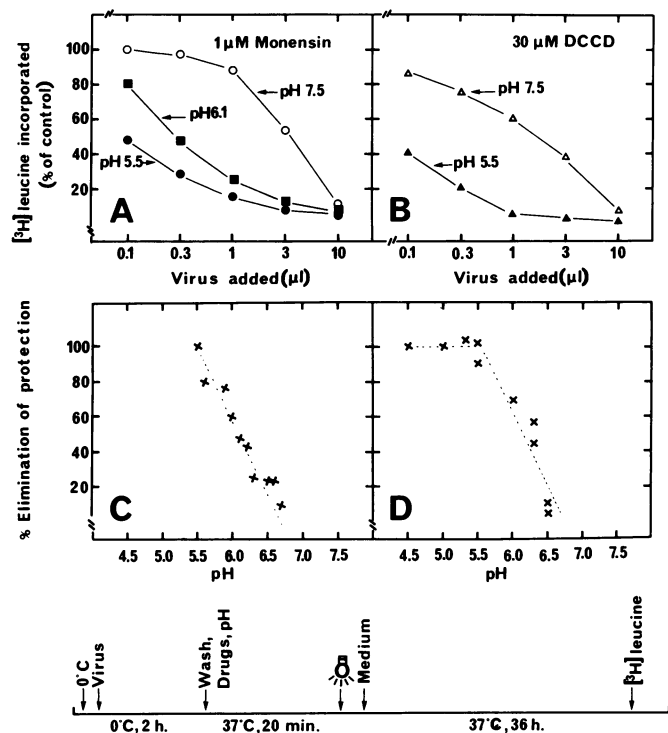 [³H]leucine incorporated
(% of control)
100
80
60
40
20
1µM Monensin
pH 7.5
pH6.1
pH 5.5
A
0.1 0.3 1 3 10
Virus added(µl)
30 µM DCCD
pH 7.5
pH 5.5
B
0.1 0.3 1 3 10
Virus added (µl)
% Elimination of protection
100
80
60
40
20
C
4.5 5.0 5.5 6.0 6.5 7.0 7.5
pH
D
4.5 5.0 5.5 6.0 6.5 7.0 7.5
pH
0°C
Virus
Wash,
Drugs, pH
Medium
[³H]leucine
0°C, 2 h.
37°C, 20 min.
37°C, 36 h.